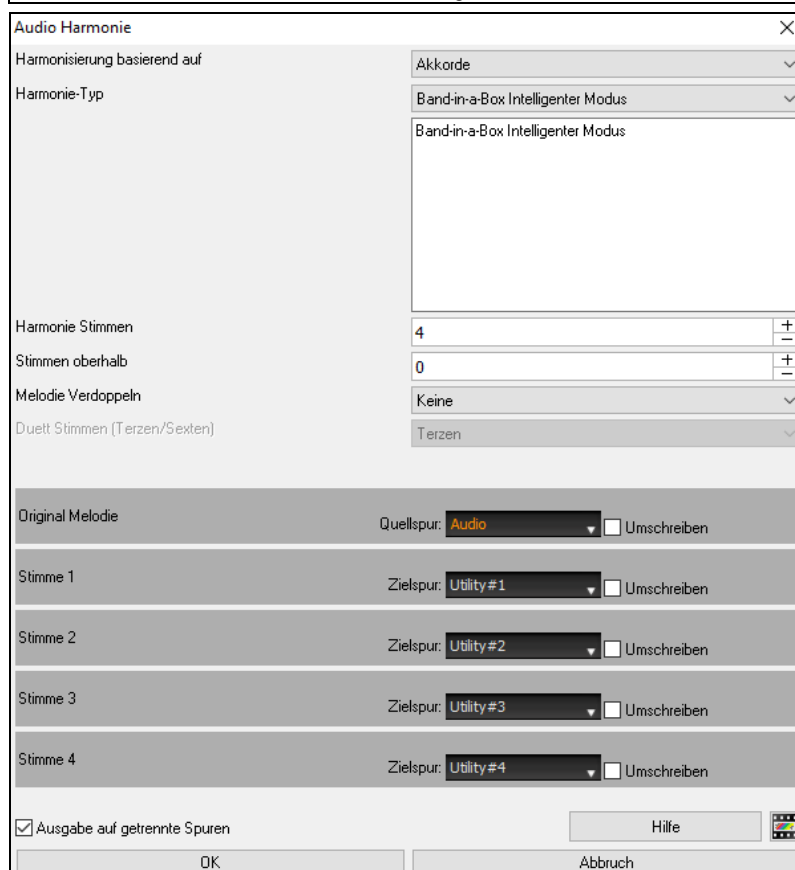 Audio Harmonie
Harmonisierung basierend auf
Akkorde
Harmonie-Typ
Band-in-a-Box Intelligenter Modus
Band-in-a-Box Intelligenter Modus
Harmonie Stimmen
4
Stimmen oberhalb
0
Melodie Verdoppeln
Keine
Duett Stimmen (Terzen/Sexten)
Terzen
Original Melodie Quellspur: Audio Umschreiben
Stimme 1 Zielspur: Utility#1 Umschreiben
Stimme 2 Zielspur: Utility#2 Umschreiben
Stimme 3 Zielspur: Utility#3 Umschreiben
Stimme 4 Zielspur: Utility#4 Umschreiben
Ausgabe auf getrennte Spuren
Hilfe
OK
Abbruch